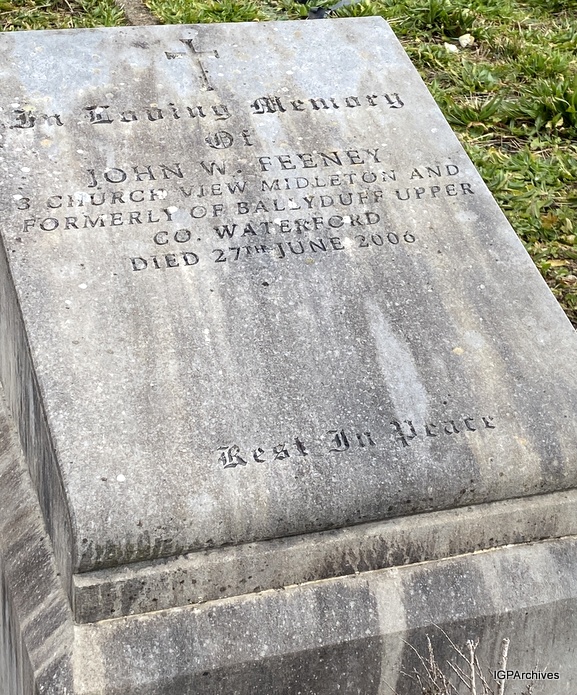 In Loving Memory
Of
JOHN W. FEENEY
3 CHURCH VIEW MIDLETON AND
FORMERLY OF BALLYDUFF UPPER
CO. WATERFORD
DIED 27TH JUNE 2006
Rest In Peace
IGPArchives